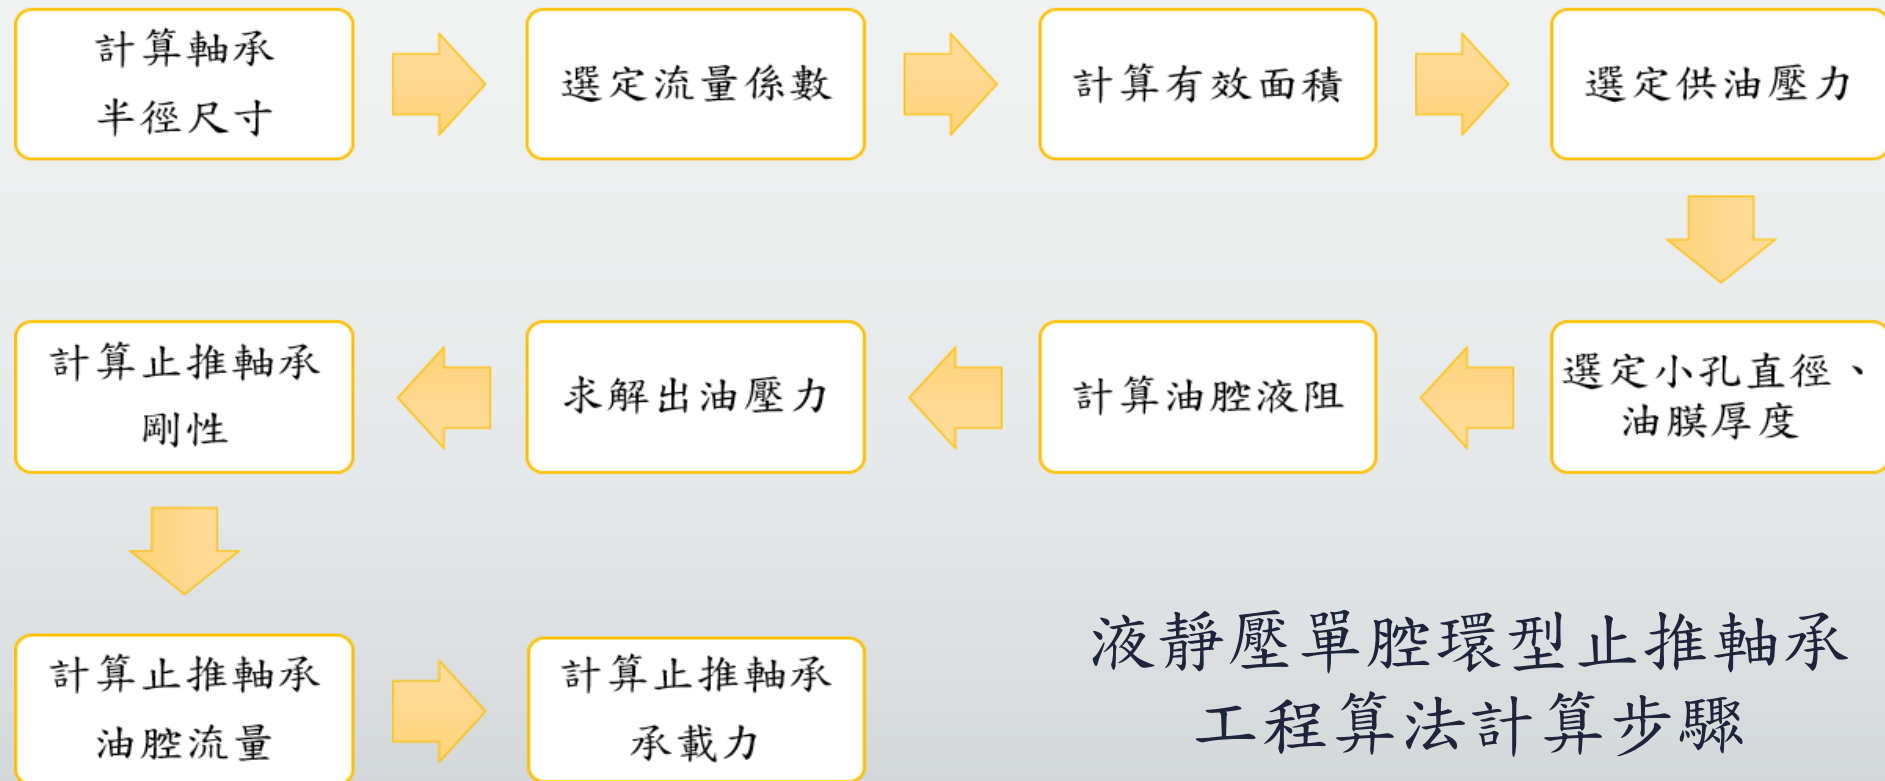 計算軸承
半徑尺寸
選定流量係數
計算有效面積
選定供油壓力
選定小孔直徑、
油膜厚度
計算油腔液阻
求解出油壓力
計算止推軸承
剛性
計算止推軸承
油腔流量
計算止推軸承
承載力
液靜壓單腔環型止推軸承
工程算法計算步驟